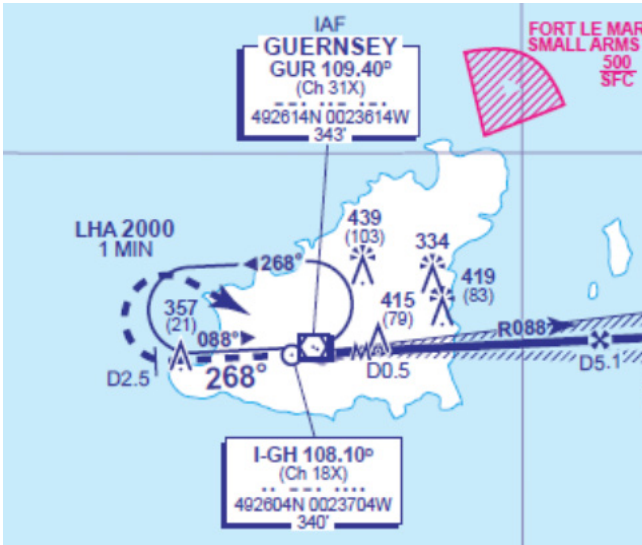 IAF
GUERNSEY
GUR 109.40D
(Ch 31X)
492614N 0023614W
343'
FORT LE MAR
SMALL ARMS
500
SFC
LHA 2000
1 MIN
268°
439
(103)
334
419
(83)
357
(21)
088°
415
(79)
R088
D2.5
268°
D0.5
D5.1
I-GH 108.10D
(Ch 18X)
492604N 0023704W
340'